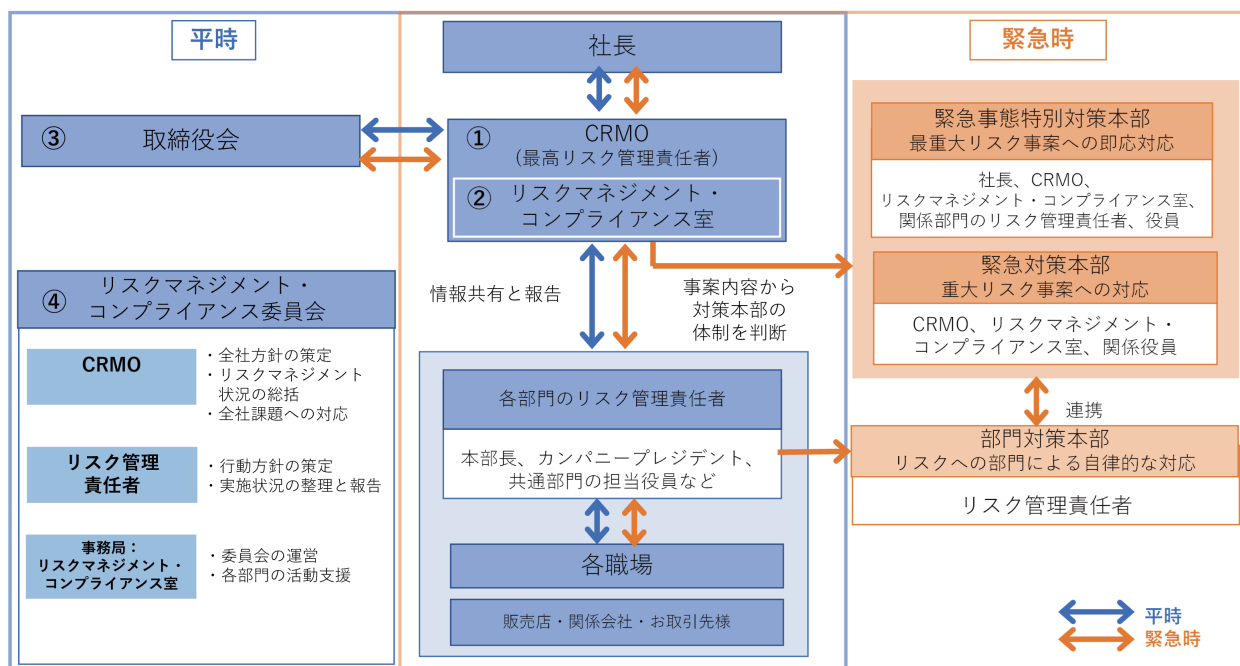 平時
③ 取締役会
④ リスクマネジメント・
コンプライアンス委員会
CRMO
・全社方針の策定
・リスクマネジメント
状況の総括
・全社課題への対応
リスク管理
責任者
・行動方針の策定
・実施状況の整理と報告
事務局：
リスクマネジメント・
コンプライアンス室
・委員会の運営
・各部門の活動支援
社長
① CRMO
(最高リスク管理責任者)
② リスクマネジメント・
コンプライアンス室
情報共有と報告
事案内容から
対策本部の
体制を判断
各部門のリスク管理責任者
本部長、カンパニープレジデント、
共通部門の担当役員など
各職場
販売店・関係会社・お取引先様
緊急時
緊急事態特別対策本部
最重大リスク事案への即応対応
社長、CRMO、
リスクマネジメント・コンプライアンス室、
関係部門のリスク管理責任者、役員
緊急対策本部
重大リスク事案への対応
CRMO、リスクマネジメント・
コンプライアンス室、関係役員
連携
部門対策本部
リスクへの部門による自律的な対応
リスク管理責任者
平時
緊急時